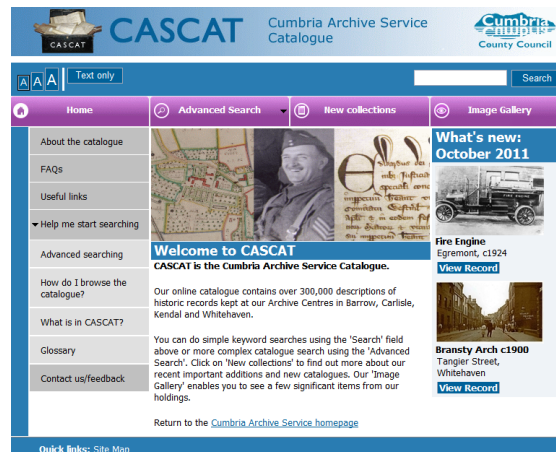 CASCAT
CASCAT
Cumbria Archive Service
Catalogue
Cumbria
County Council
A A A
Text only
Search
Home
Advanced Search
New collections
Image Gallery
About the catalogue
FAQs
Useful links
Help me start searching
Advanced searching
How do I browse the
catalogue?
What is in CASCAT?
Glossary
Contact us/feedback
Welcome to CASCAT
CASCAT is the Cumbria Archive Service Catalogue.
Our online catalogue contains over 300,000 descriptions of
historic records kept at our Archive Centres in Barrow, Carlisle,
Kendal and Whitehaven.
You can do simple keyword searches using the 'Search' field
above or more complex catalogue search using the 'Advanced
Search'. Click on 'New collections' to find out more about our
recent important additions and new catalogues. Our 'Image
Gallery' enables you to see a few significant items from our
holdings.
Return to the Cumbria Archive Service homepage
What's new:
October 2011
FIRE ENGINE
Fire Engine
Egremont, c1924
View Record
Bransty Arch c1900
Tangier Street,
Whitehaven
View Record
Quick links: Site Map